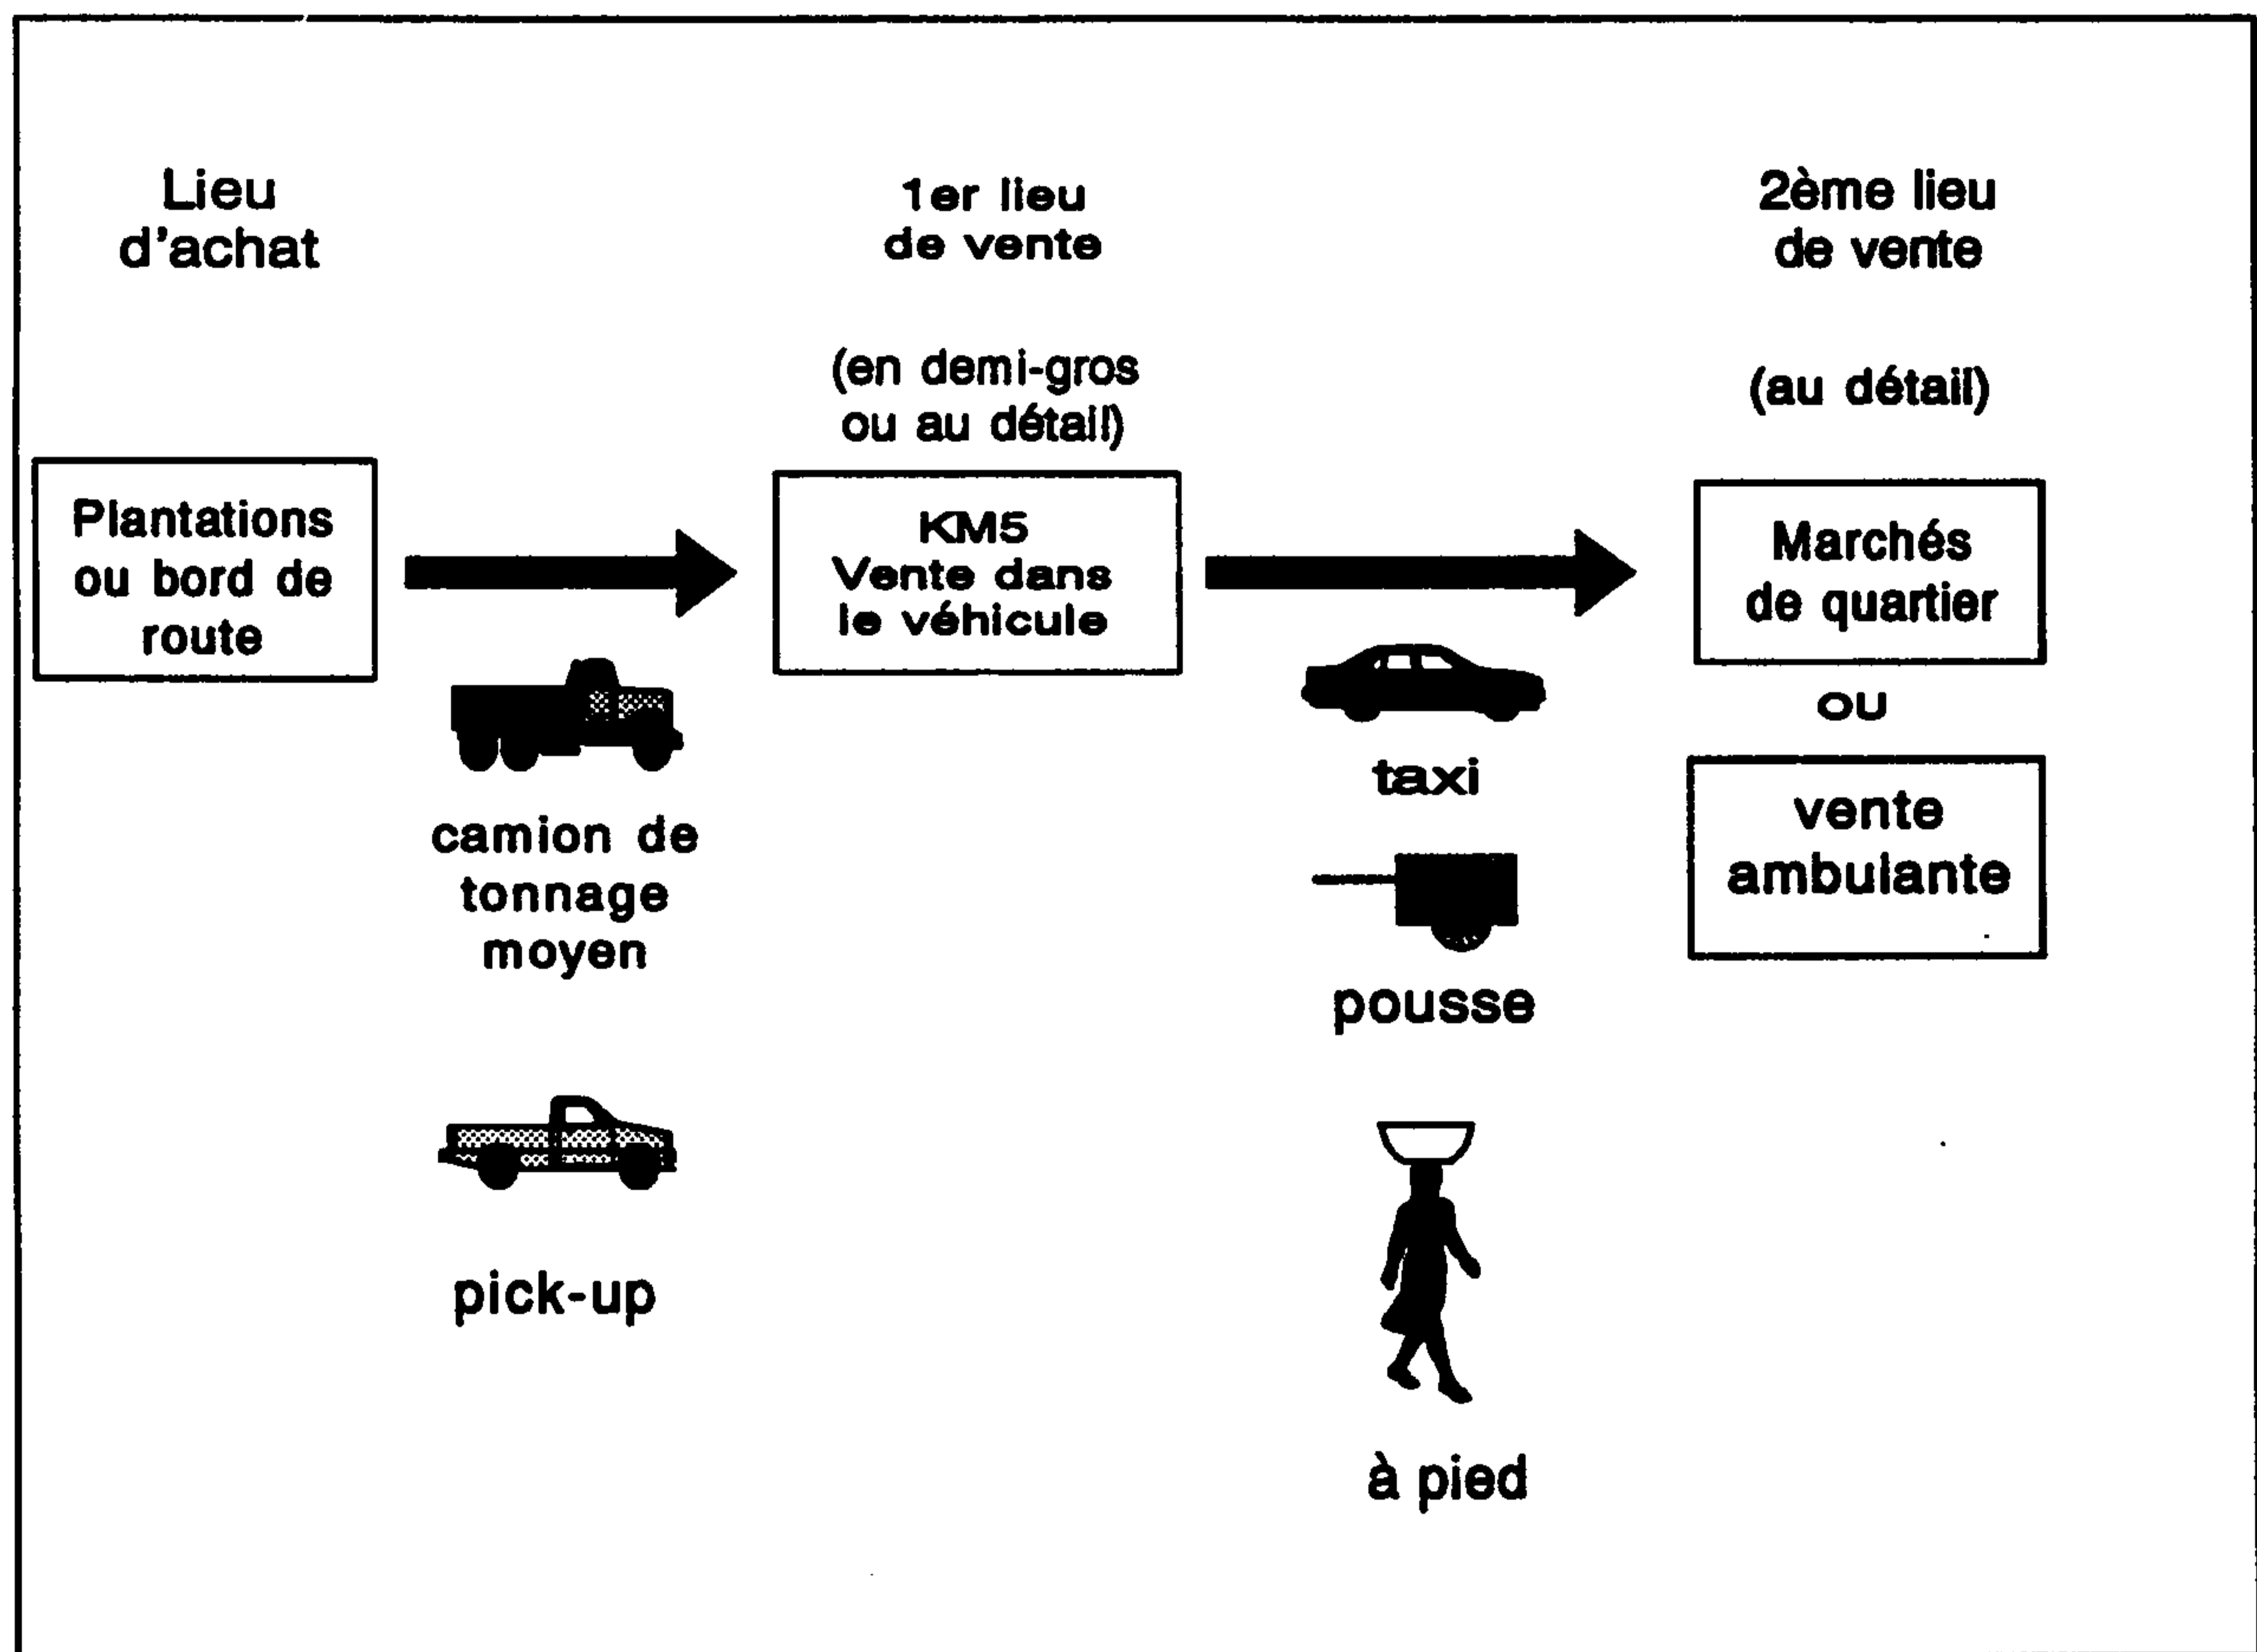 Lieu
d'achat
1er lieu
de vente
(en demi-gros
ou au détail)
2ème lieu
de vente
(au détail)
Plantations
ou bord de
route
KM5
Vente dans
le véhicule
Marchés
de quartier
ou
vente
ambulante
camion de
tonnage
moyen
pick-up
taxi
pousse
à pied